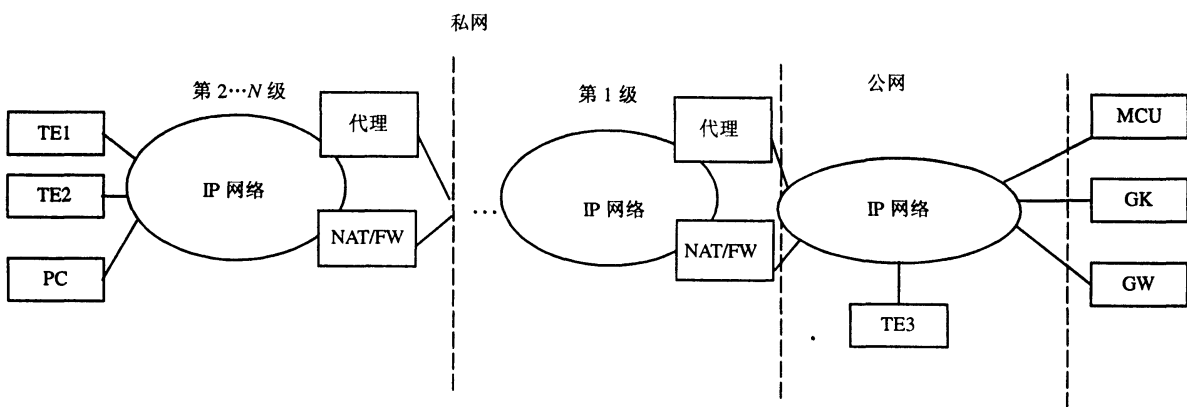 私网
第 2…N 级
第 1 级
公网
TE1
TE2
PC
IP 网络
代理
NAT/FW
…
IP 网络
代理
NAT/FW
IP 网络
TE3
MCU
GK
GW